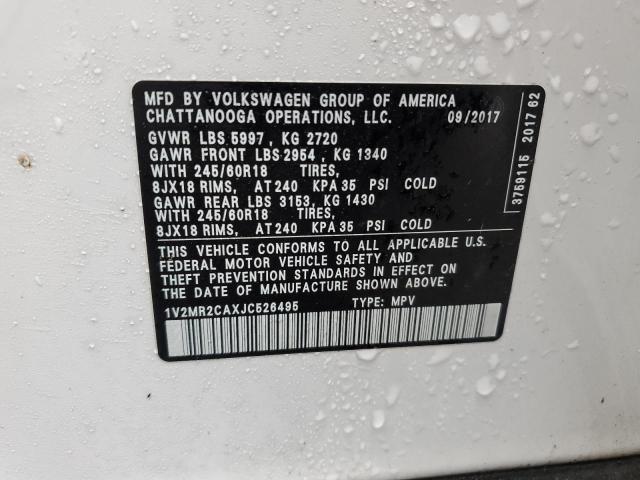 MFD BY VOLKSWAGEN GROUP OF AMERICA
CHATTANOOGA OPERATIONS, LLC. 09/2017
GVWR LBS 5997 , KG 2720
GAWR FRONT LBS 2954 , KG 1340
WITH 245/60R18 TIRES,
8JX18 RIMS, AT 240 KPA 35 PSI COLD
GAWR REAR LBS 3153, KG 1430
WITH 245/60R18 TIRES,
8JX18 RIMS, AT 240 KPA 35 PSI COLD
THIS VEHICLE CONFORMS TO ALL APPLICABLE U.S.
FEDERAL MOTOR VEHICLE SAFETY AND
THEFT PREVENTION STANDARDS IN EFFECT ON
THE DATE OF MANUFACTURE SHOWN ABOVE.
1V2MR2CAXJC526495 TYPE: MPV
3759115 2017 62